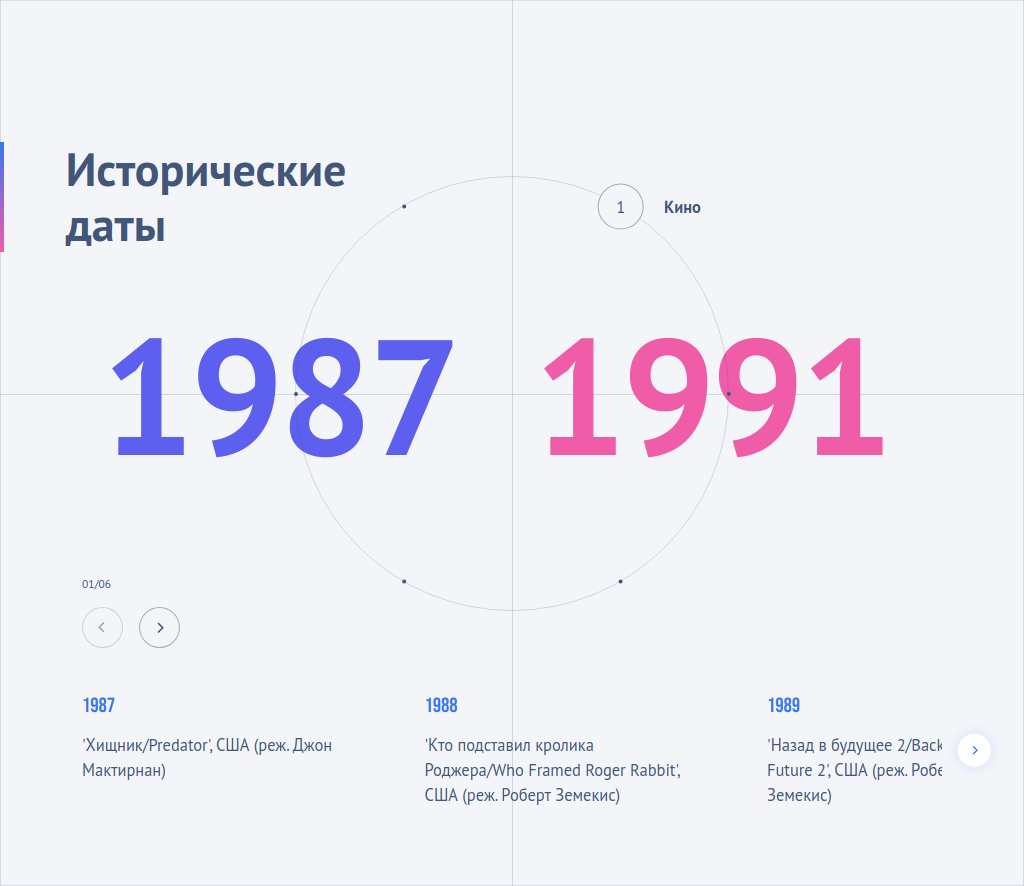 Исторические
даты
1
Кино
1987
1991
01/06
1987
'Хищник/Predator', США (реж. Джон
Мактирнан)
1988
'Кто подставил кролика
Роджера/Who Framed Roger Rabbit',
США (реж. Роберт Земекис)
1989
'Назад в будущее 2/Back
Future 2', США (реж. Робе
Земекис)